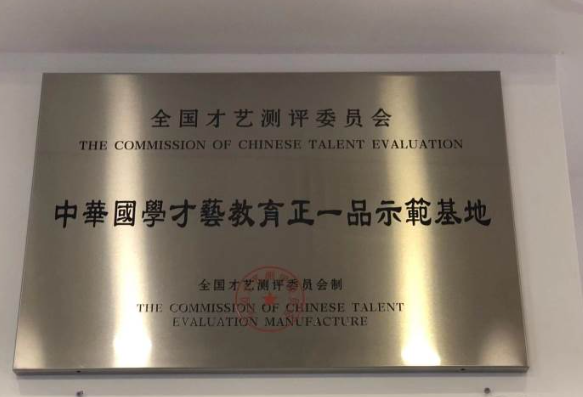 全国才艺测评委员会
THE COMMISSION OF CHINESE TALENT EVALUATION
中華國學才藝教育正一品示範基地
全国才艺测评委员会制
THE COMMISSION OF CHINESE TALENT
EVALUATION MANUFACTURE